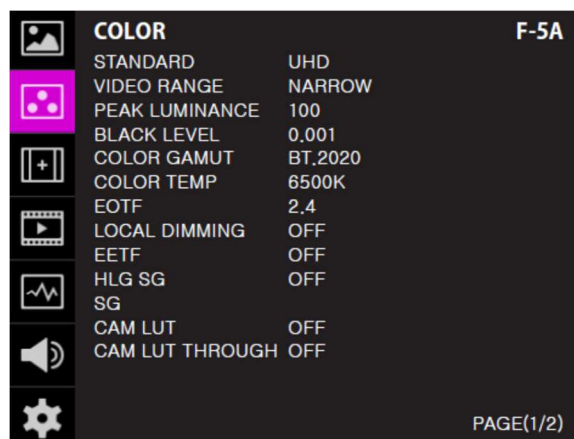 COLOR F-5A
STANDARD UHD
VIDEO RANGE NARROW
PEAK LUMINANCE 100
BLACK LEVEL 0.001
COLOR GAMUT BT.2020
COLOR TEMP 6500K
EOTF 2.4
LOCAL DIMMING OFF
EETF OFF
HLG SG OFF
SG
CAM LUT OFF
CAM LUT THROUGH OFF
PAGE(1/2)